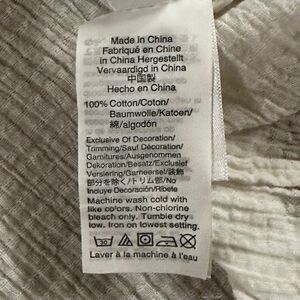 Made in China
Fabriqué en Chine
in China Hergestellt
Vervaardigd in China
中国製
Hecho en China
100% Cotton/Coton/
Baumwolle/Katoen/
綿/algodón
Exclusive Of Decoration/
Trimming/Sauf Décoration/
Garnitures/Ausgenommen
Dekoration/Besatz/Exclusief
Versiering/Garneersel/装飾
部分を除く/トリム部/No
Incluye Decoración/Ribete
Machine wash cold with
like colors. Non-chlorine
bleach only. Tumble dry
low. Iron on lowest setting.
30
Laver à la machine à l'eau